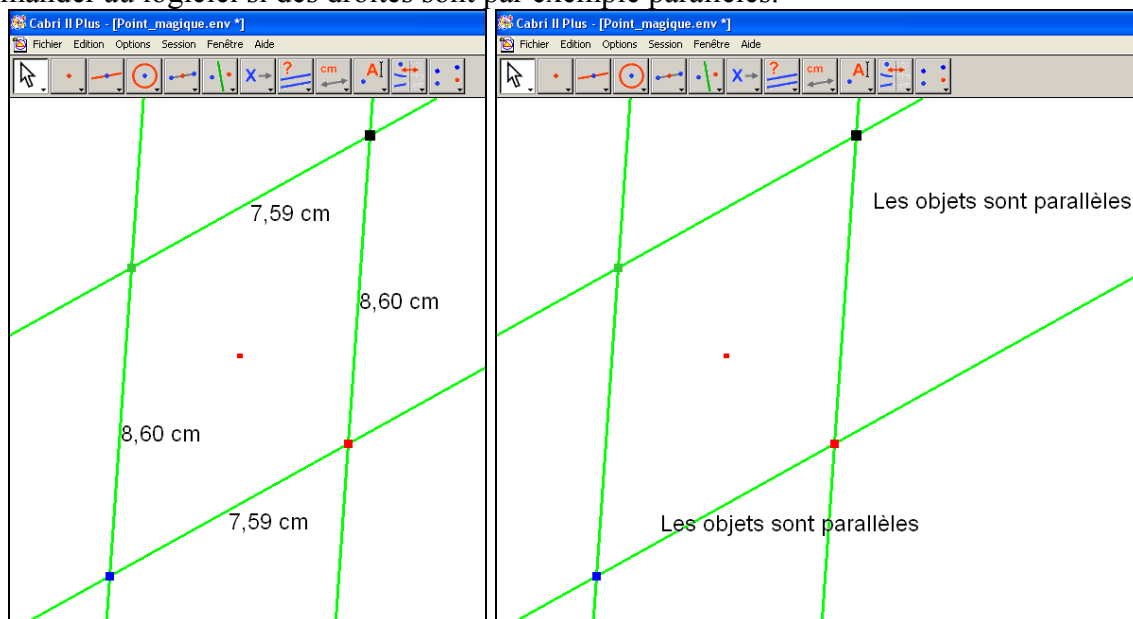 mander au logiciel si des droites sont par exemple parallèles.
Cabri II Plus - [Point_magique.env *]
Fichier Edition Options Session Fenêtre Aide
? cm A X
7,59 cm
8,60 cm
8,60 cm
7,59 cm
Cabri II Plus - [Point_magique.env *]
Fichier Edition Options Session Fenêtre Aide
? cm A X
Les objets sont parallèles
Les objets sont parallèles